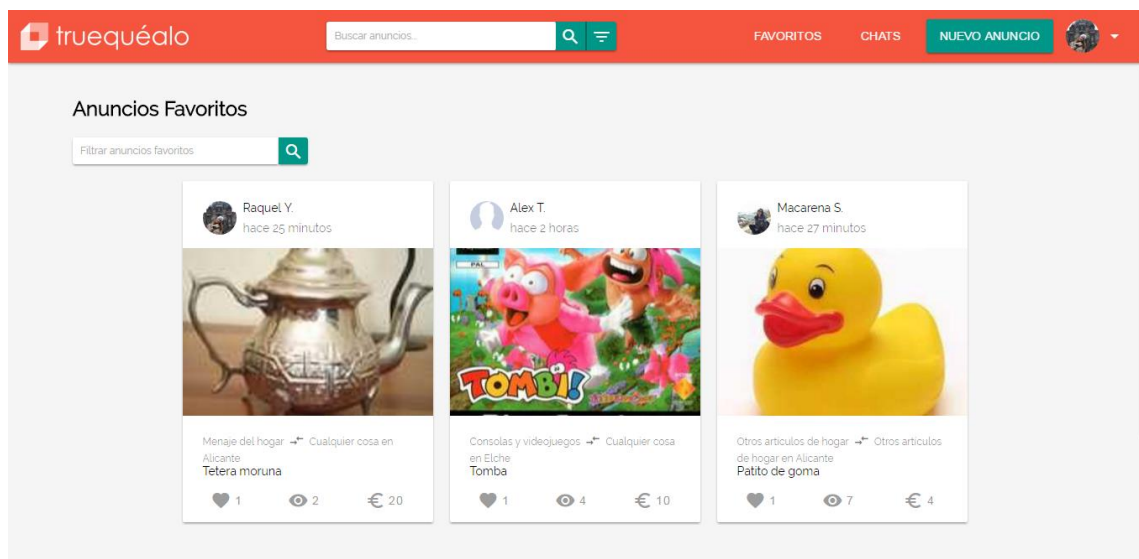 truequéalo
Buscar anuncios...
FAVORITOS
CHATS
NUEVO ANUNCIO
Anuncios Favoritos
Filtrar anuncios favoritos
Raquel Y.
hace 25 minutos
Menaje del hogar Cualquier cosa en
Alicante
Tetera moruna
1 2 € 20
Alex T.
hace 2 horas
PAL
TOMBI!
Consolas y videojuegos Cualquier cosa
en Elche
Tomba
1 4 € 10
Macarena S.
hace 27 minutos
Otros artículos de hogar Otros artículos
de hogar en Alicante
Patito de goma
1 7 € 4